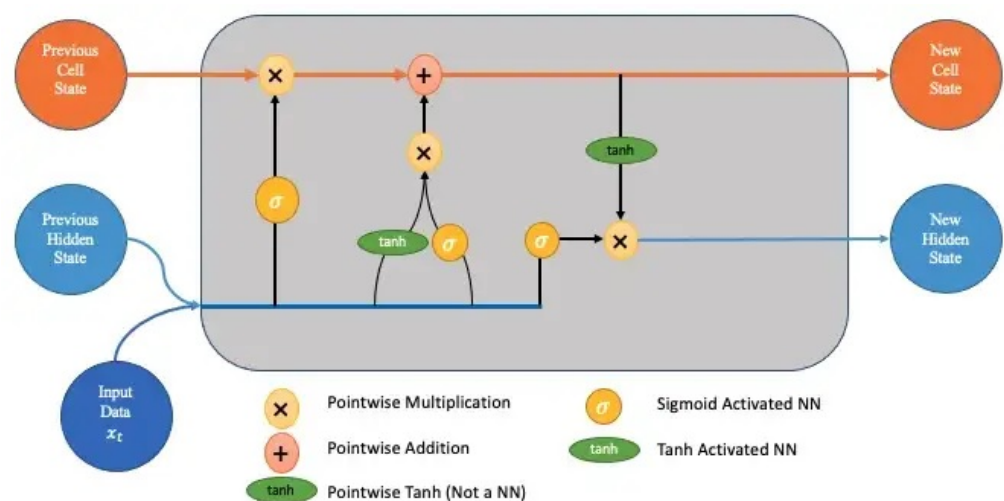 Previous
Cell
State
×
+
New
Cell
State
×
tanh
σ
Previous
Hidden
State
tanh
σ
σ
×
New
Hidden
State
Input
Data
xₜ
× Pointwise Multiplication
σ Sigmoid Activated NN
+ Pointwise Addition
tanh Tanh Activated NN
tanh Pointwise Tanh (Not a NN)